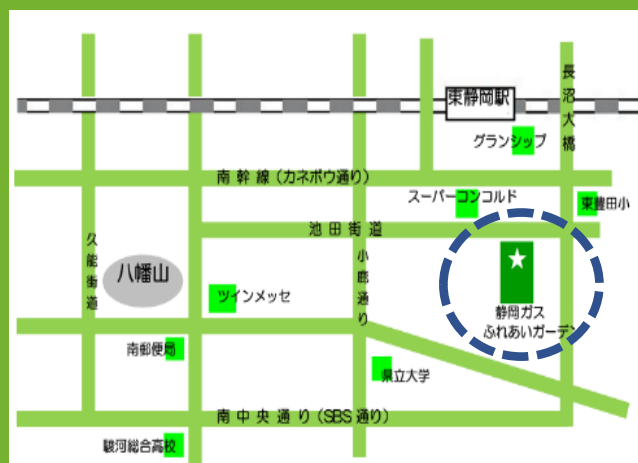 東静岡駅
長沼大橋
グランシップ
南幹線(カネボウ通り)
スーパーコンコルド
東豊田小
池田街道
久能街道
八幡山
小鹿通り
ツインメッセ
静岡ガス
ふれあいガーデン
南郵便局
県立大学
南中央通り(SBS通り)
駿河総合高校